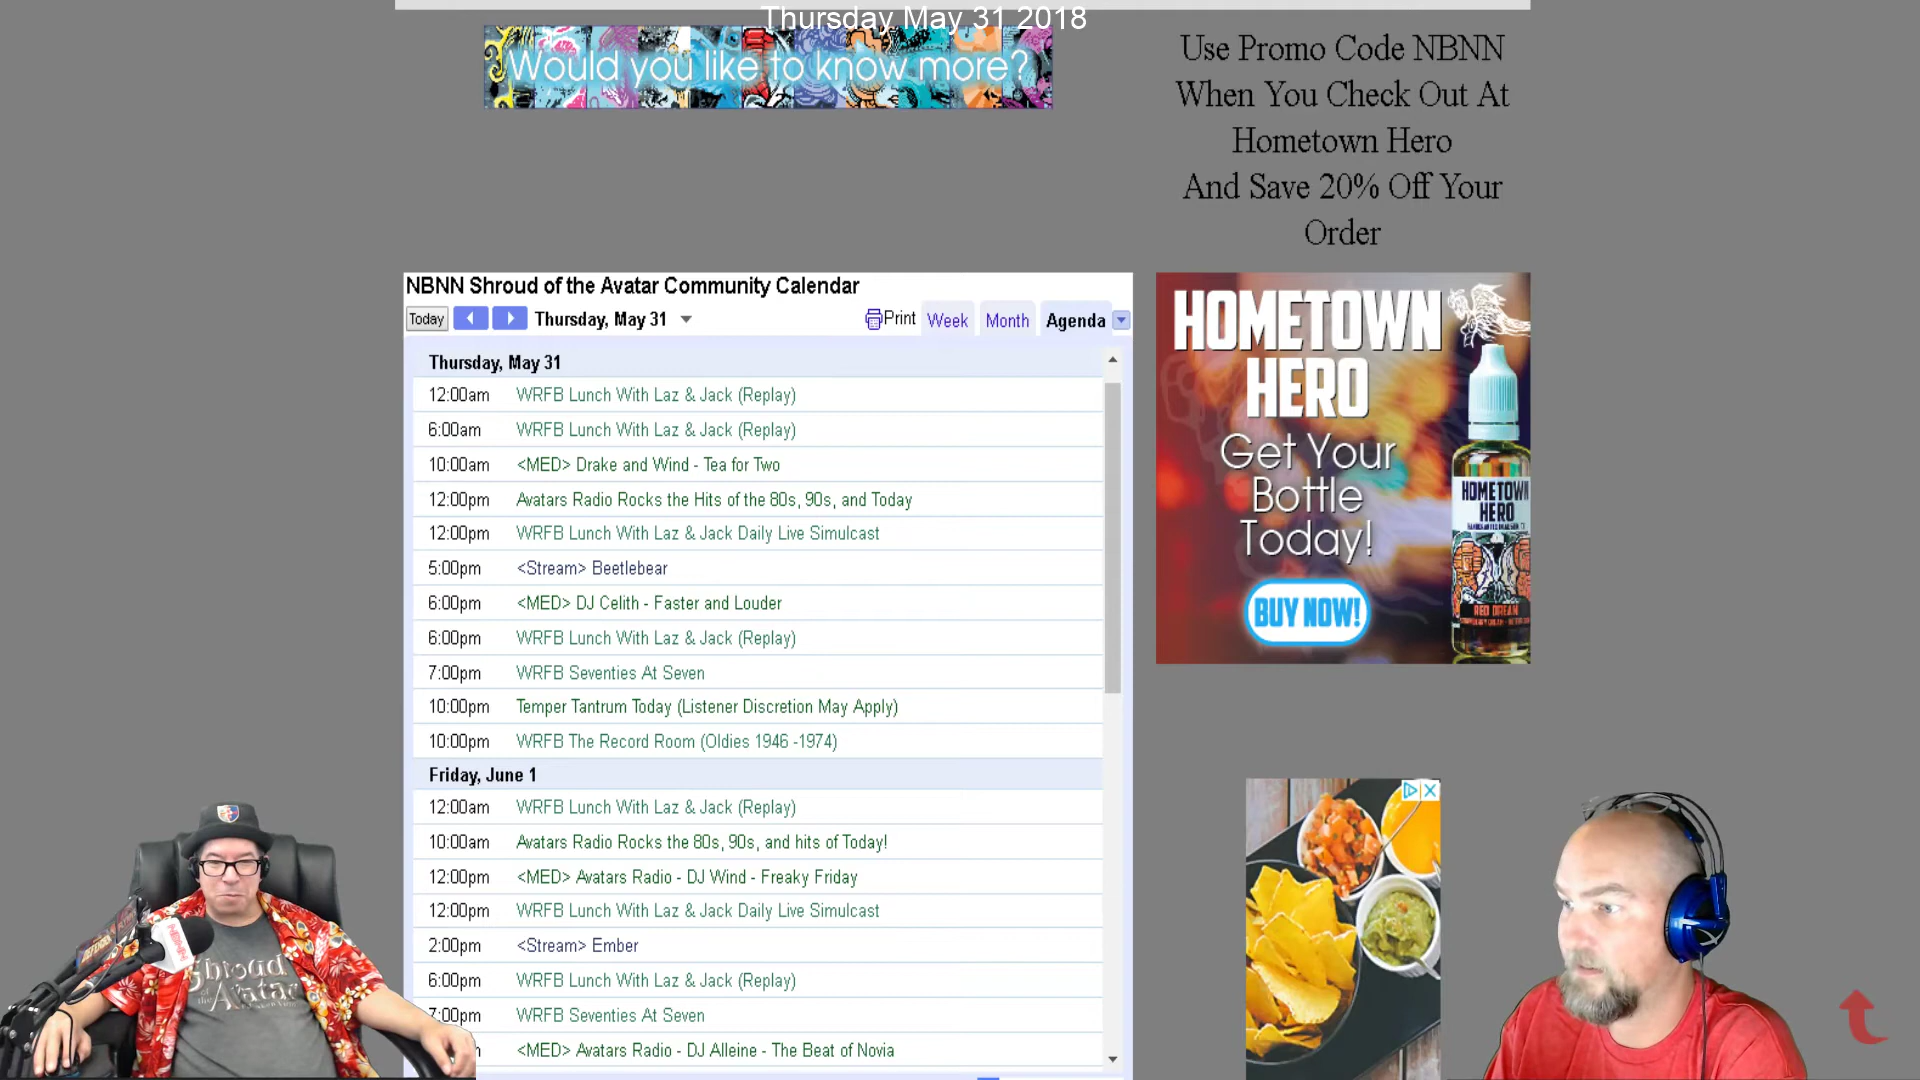 Thursday May 31 2018
Would you like to know more?
Use Promo Code NBNN
When You Check Out At
Hometown Hero
And Save 20% Off Your
Order
NBNN Shroud of the Avatar Community Calendar
Today
Thursday, May 31
Print
Week
Month
Agenda
Thursday, May 31
12:00am WRFB Lunch With Laz & Jack (Replay)
6:00am WRFB Lunch With Laz & Jack (Replay)
10:00am <MED> Drake and Wind - Tea for Two
12:00pm Avatars Radio Rocks the Hits of the 80s, 90s, and Today
12:00pm WRFB Lunch With Laz & Jack Daily Live Simulcast
5:00pm <Stream> Beetlebear
6:00pm <MED> DJ Celith - Faster and Louder
6:00pm WRFB Lunch With Laz & Jack (Replay)
7:00pm WRFB Seventies At Seven
10:00pm Temper Tantrum Today (Listener Discretion May Apply)
10:00pm WRFB The Record Room (Oldies 1946 -1974)
Friday, June 1
12:00am WRFB Lunch With Laz & Jack (Replay)
10:00am Avatars Radio Rocks the 80s, 90s, and hits of Today!
12:00pm <MED> Avatars Radio - DJ Wind - Freaky Friday
12:00pm WRFB Lunch With Laz & Jack Daily Live Simulcast
2:00pm <Stream> Ember
6:00pm WRFB Lunch With Laz & Jack (Replay)
7:00pm WRFB Seventies At Seven
<MED> Avatars Radio - DJ Alleine - The Beat of Novia
HOMETOWN
HERO
Get Your
Bottle
Today!
BUY NOW!
HOMETOWN
HERO
RED DREAM
NBNN
Shroud
of the
Avatar